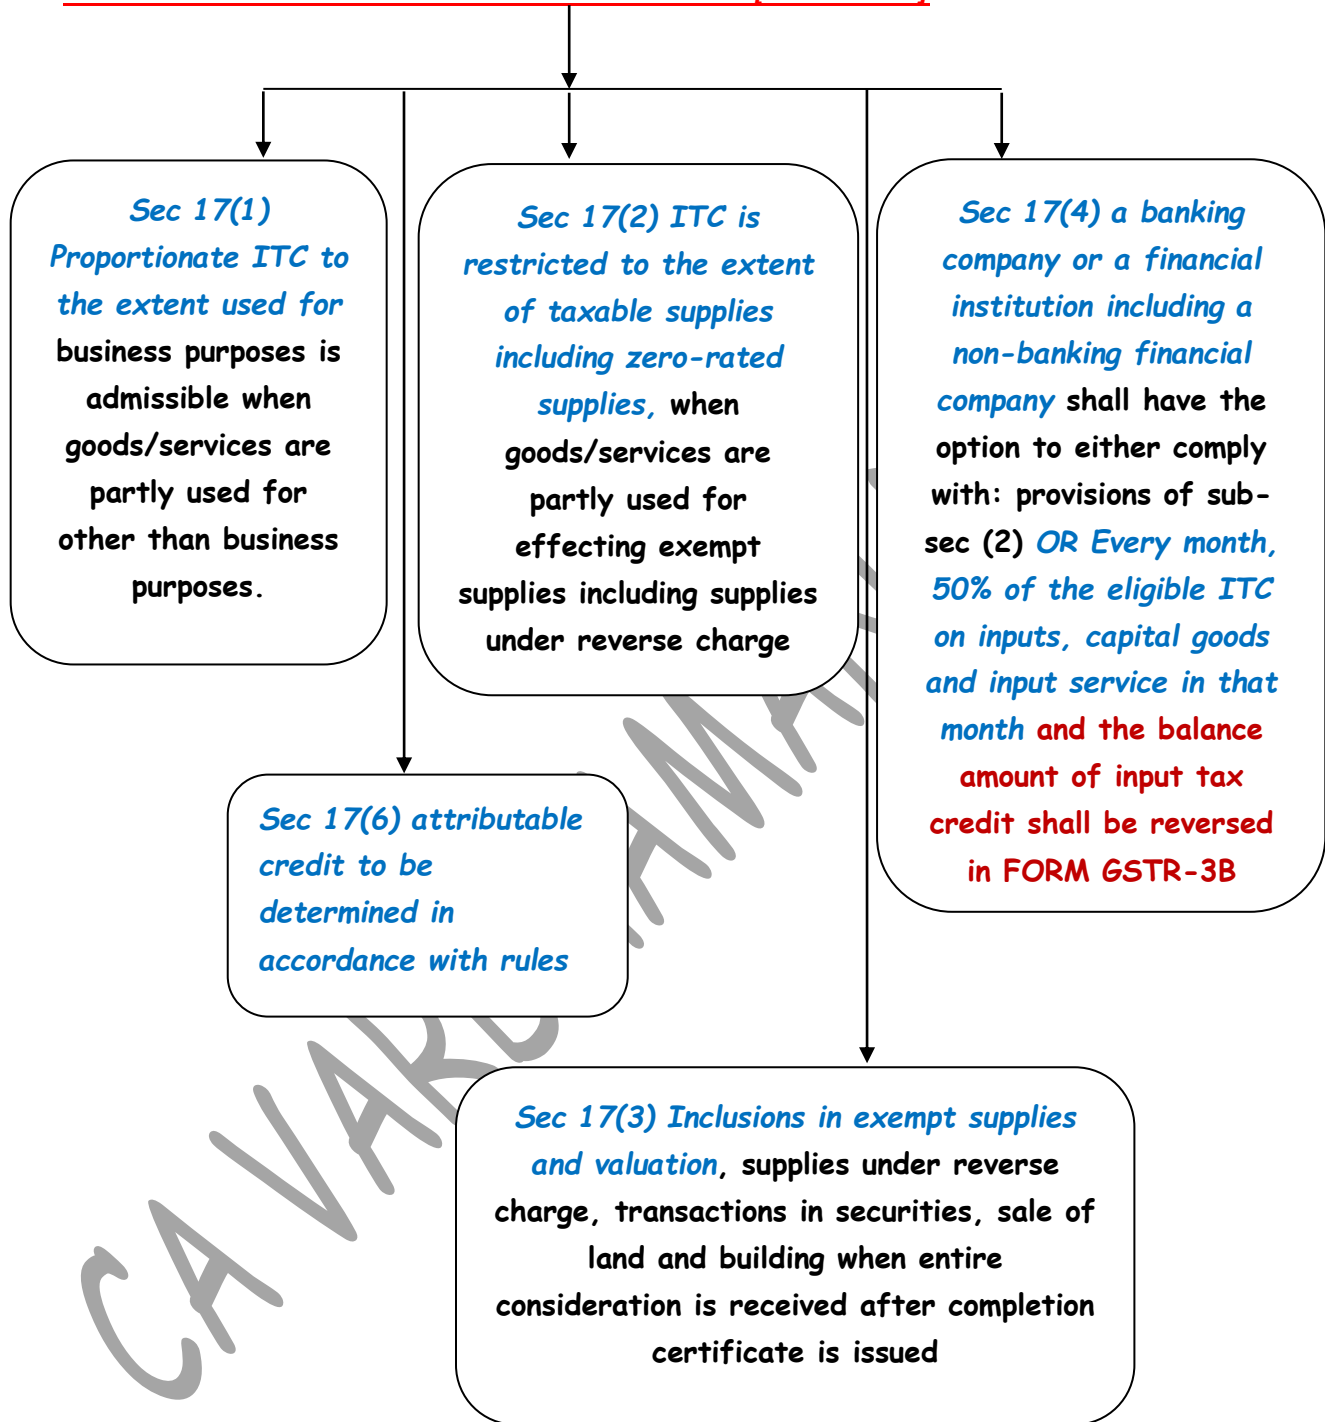 Sec 17(1)
Proportionate ITC to
the extent used for
business purposes is
admissible when
goods/services are
partly used for
other than business
purposes.
Sec 17(2) ITC is
restricted to the extent
of taxable supplies
including zero-rated
supplies, when
goods/services are
partly used for
effecting exempt
supplies including supplies
under reverse charge
Sec 17(4) a banking
company or a financial
institution including a
non-banking financial
company shall have the
option to either comply
with: provisions of sub-
sec (2) OR Every month,
50% of the eligible ITC
on inputs, capital goods
and input service in that
month and the balance
amount of input tax
credit shall be reversed
in FORM GSTR-3B
Sec 17(6) attributable
credit to be
determined in
accordance with rules
Sec 17(3) Inclusions in exempt supplies
and valuation, supplies under reverse
charge, transactions in securities, sale of
land and building when entire
consideration is received after completion
certificate is issued
CA